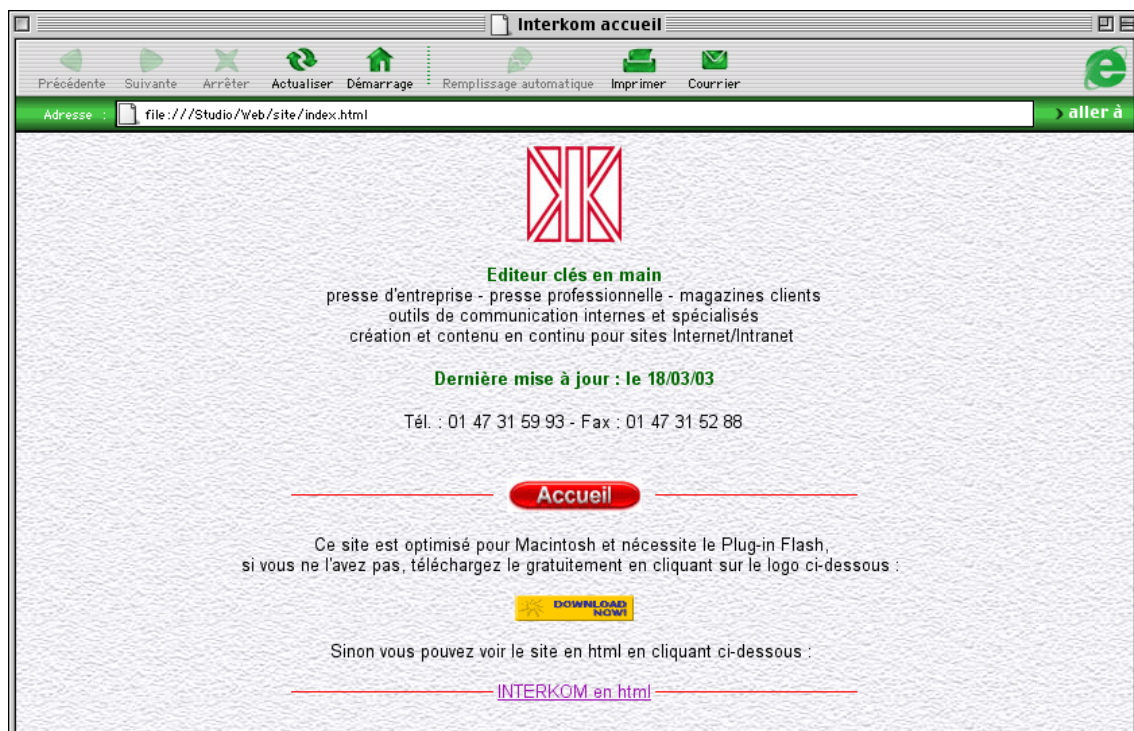 Interkom accueil
Précédente Suivante Arrêter Actualiser Démarrage Remplissage automatique Imprimer Courrier
Adresse : file:///Studio/Web/site/index.html aller à
Editeur clés en main
presse d'entreprise - presse professionnelle - magazines clients
outils de communication internes et spécialisés
création et contenu en continu pour sites Internet/Intranet
Dernière mise à jour : le 18/03/03
Tél. : 01 47 31 59 93 - Fax : 01 47 31 52 88
Accueil
Ce site est optimisé pour Macintosh et nécessite le Plug-in Flash,
si vous ne l'avez pas, téléchargez le gratuitement en cliquant sur le logo ci-dessous :
DOWNLOAD
NOW!
Sinon vous pouvez voir le site en html en cliquant ci-dessous :
INTERKOM en html